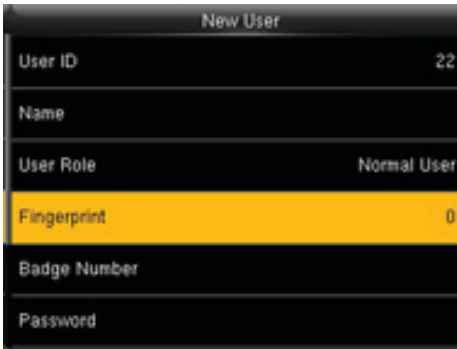 New User
User ID 22
Name
User Role Normal User
Fingerprint 0
Badge Number
Password